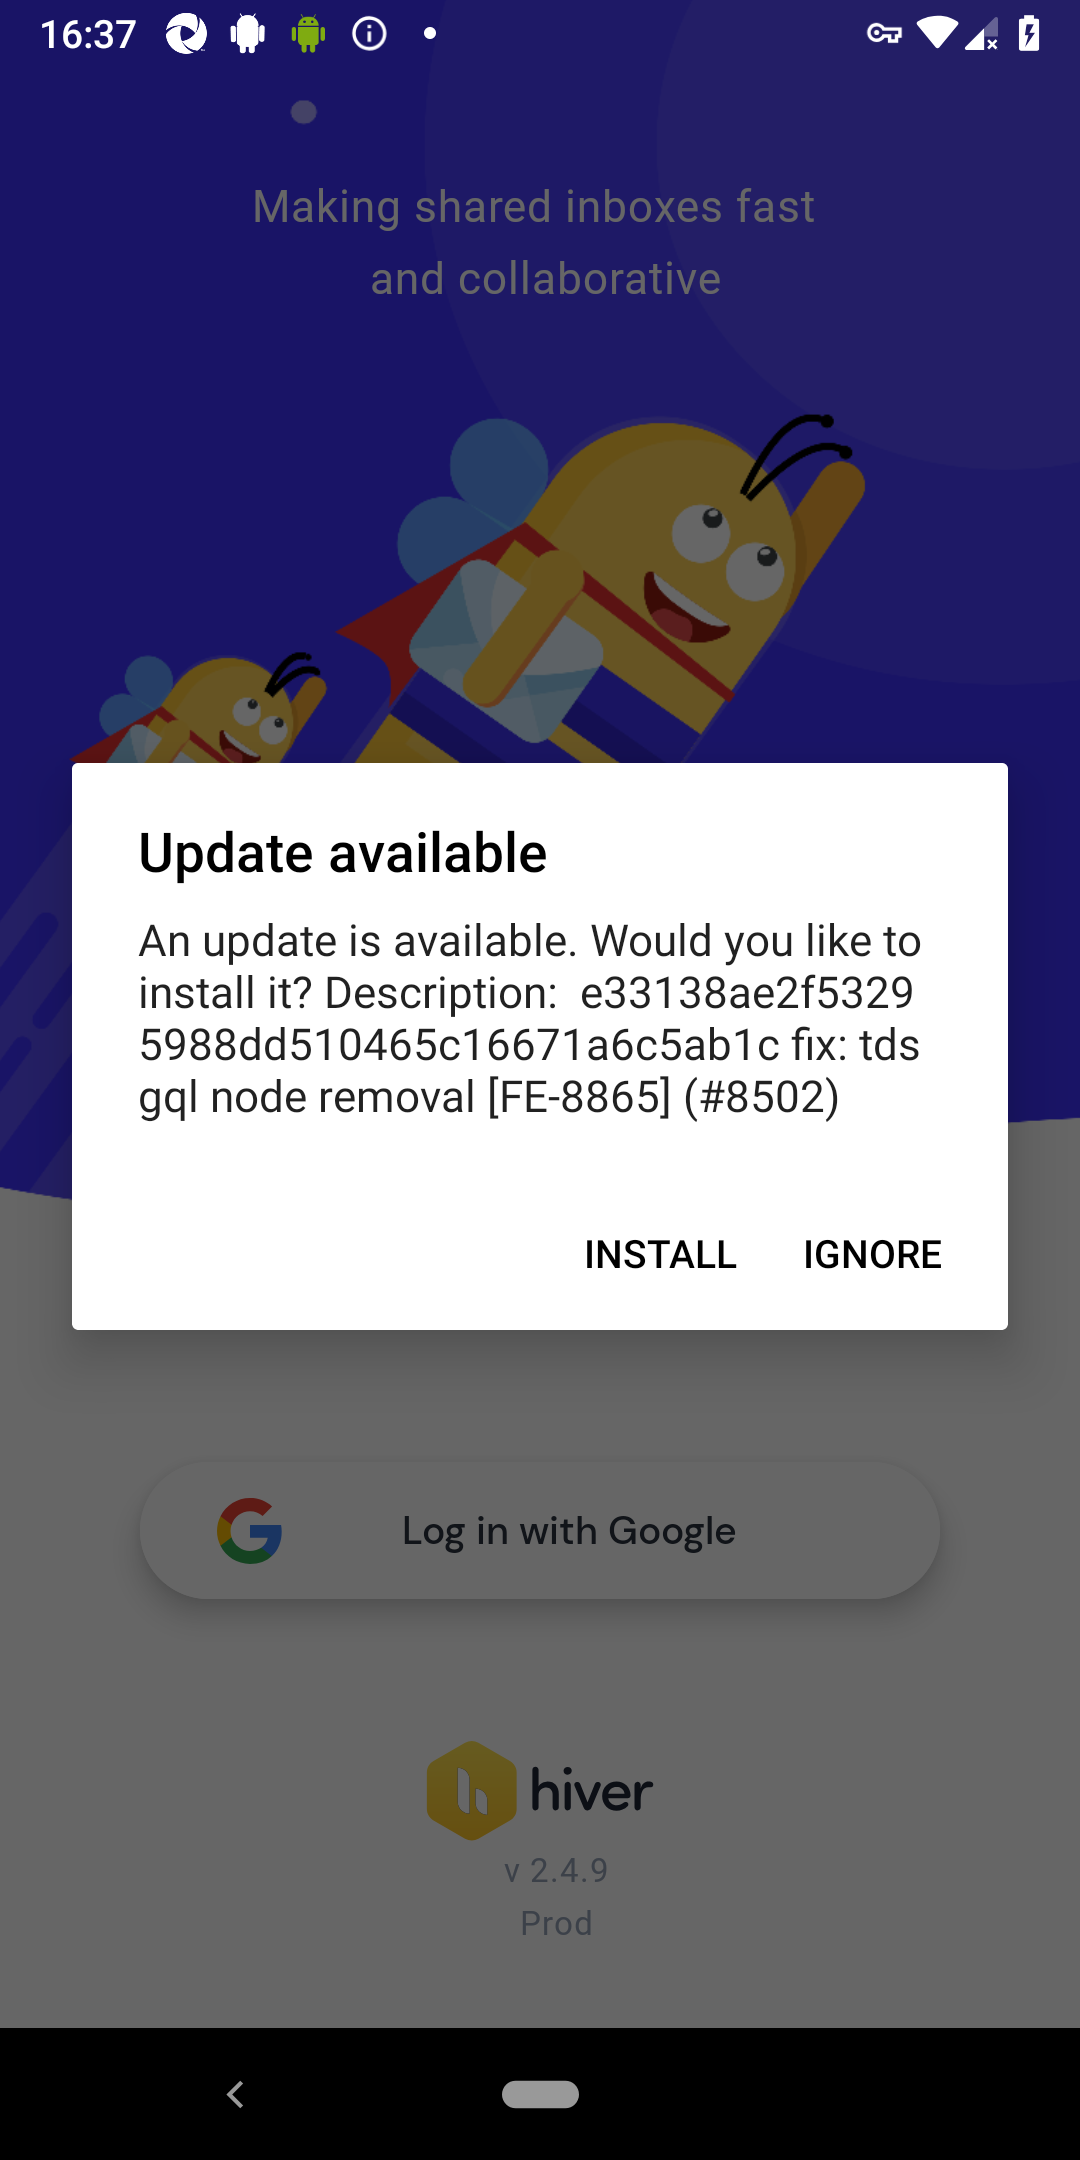 16:37
Making shared inboxes fast
and collaborative
Update available
An update is available. Would you like to
install it? Description:  e33138ae2f5329
5988dd510465c16671a6c5ab1c fix: tds
gql node removal [FE-8865] (#8502)
INSTALL IGNORE
Log in with Google
hiver
v 2.4.9
Prod